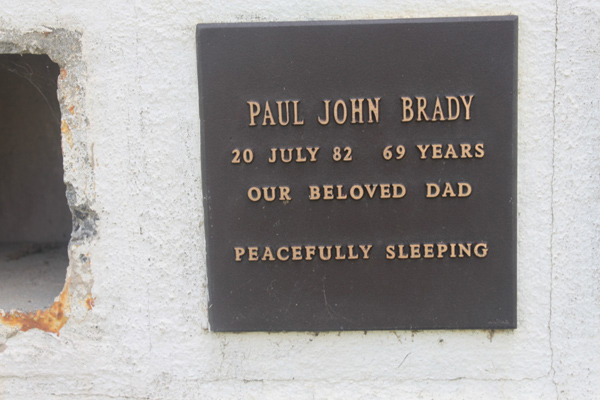 PAUL JOHN BRADY
20 JULY 82 69 YEARS
OUR BELOVED DAD
PEACEFULLY SLEEPING